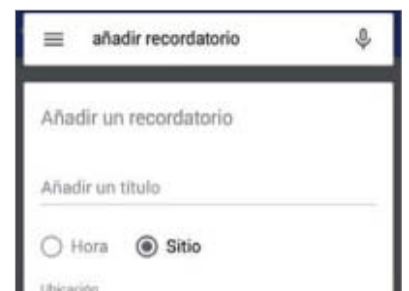 añadir recordatorio
Añadir un recordatorio
Añadir un título
Hora Sitio
Ubicación